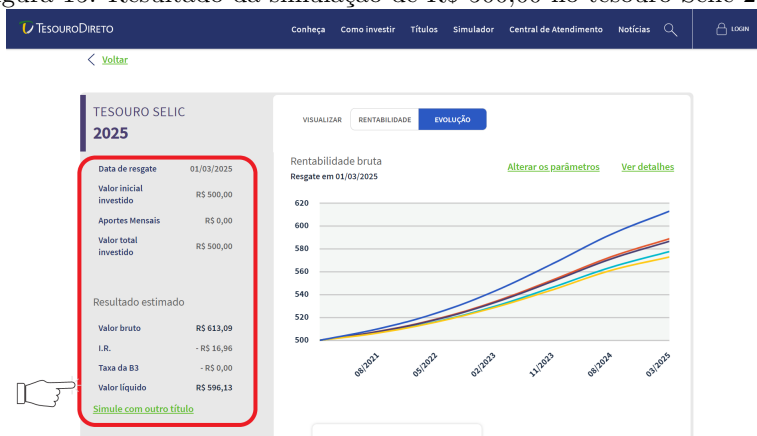 TESOURODIRETO Conheça Como investir Títulos Simulador Central de Atendimento Notícias LOGIN
Voltar
TESOURO SELIC
2025
Data de resgate 01/03/2025
Valor inicial investido R$ 500,00
Aportes Mensais R$ 0,00
Valor total investido R$ 500,00
Resultado estimado
Valor bruto R$ 613,09
I.R. - R$ 16,96
Taxa da B3 - R$ 0,00
Valor líquido R$ 596,13
Simule com outro título
VISUALIZAR RENTABILIDADE EVOLUÇÃO
Rentabilidade bruta
Resgate em 01/03/2025
Alterar os parâmetros Ver detalhes
620
600
580
560
540
520
500
08/2021 05/2022 02/2023 11/2023 08/2024 03/2025